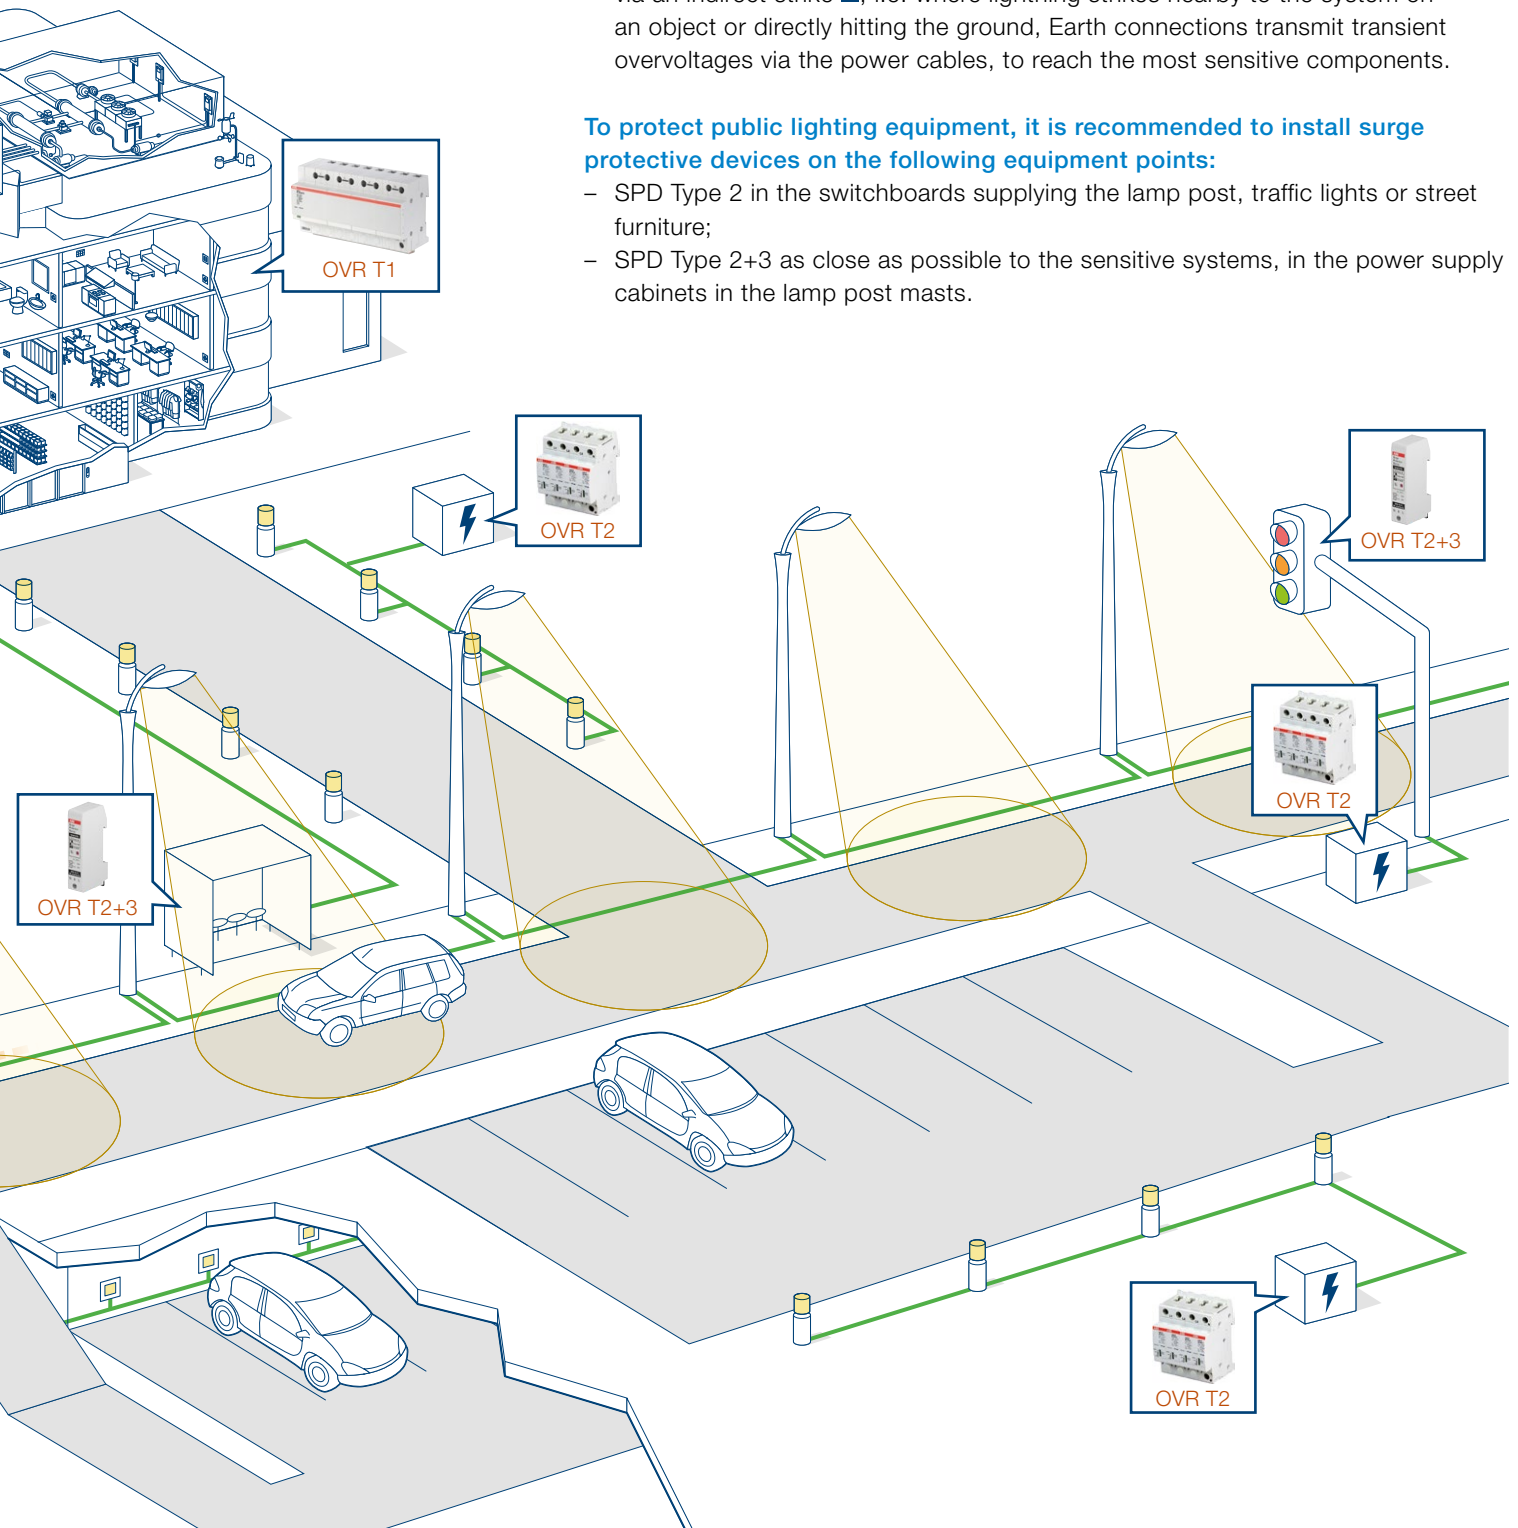 an object or directly hitting the ground, Earth connections transmit transient
overvoltages via the power cables, to reach the most sensitive components.
To protect public lighting equipment, it is recommended to install surge
protective devices on the following equipment points:
– SPD Type 2 in the switchboards supplying the lamp post, traffic lights or street
furniture;
– SPD Type 2+3 as close as possible to the sensitive systems, in the power supply
cabinets in the lamp post masts.
OVR T1
OVR T2
OVR T2+3
OVR T2
OVR T2+3
OVR T2